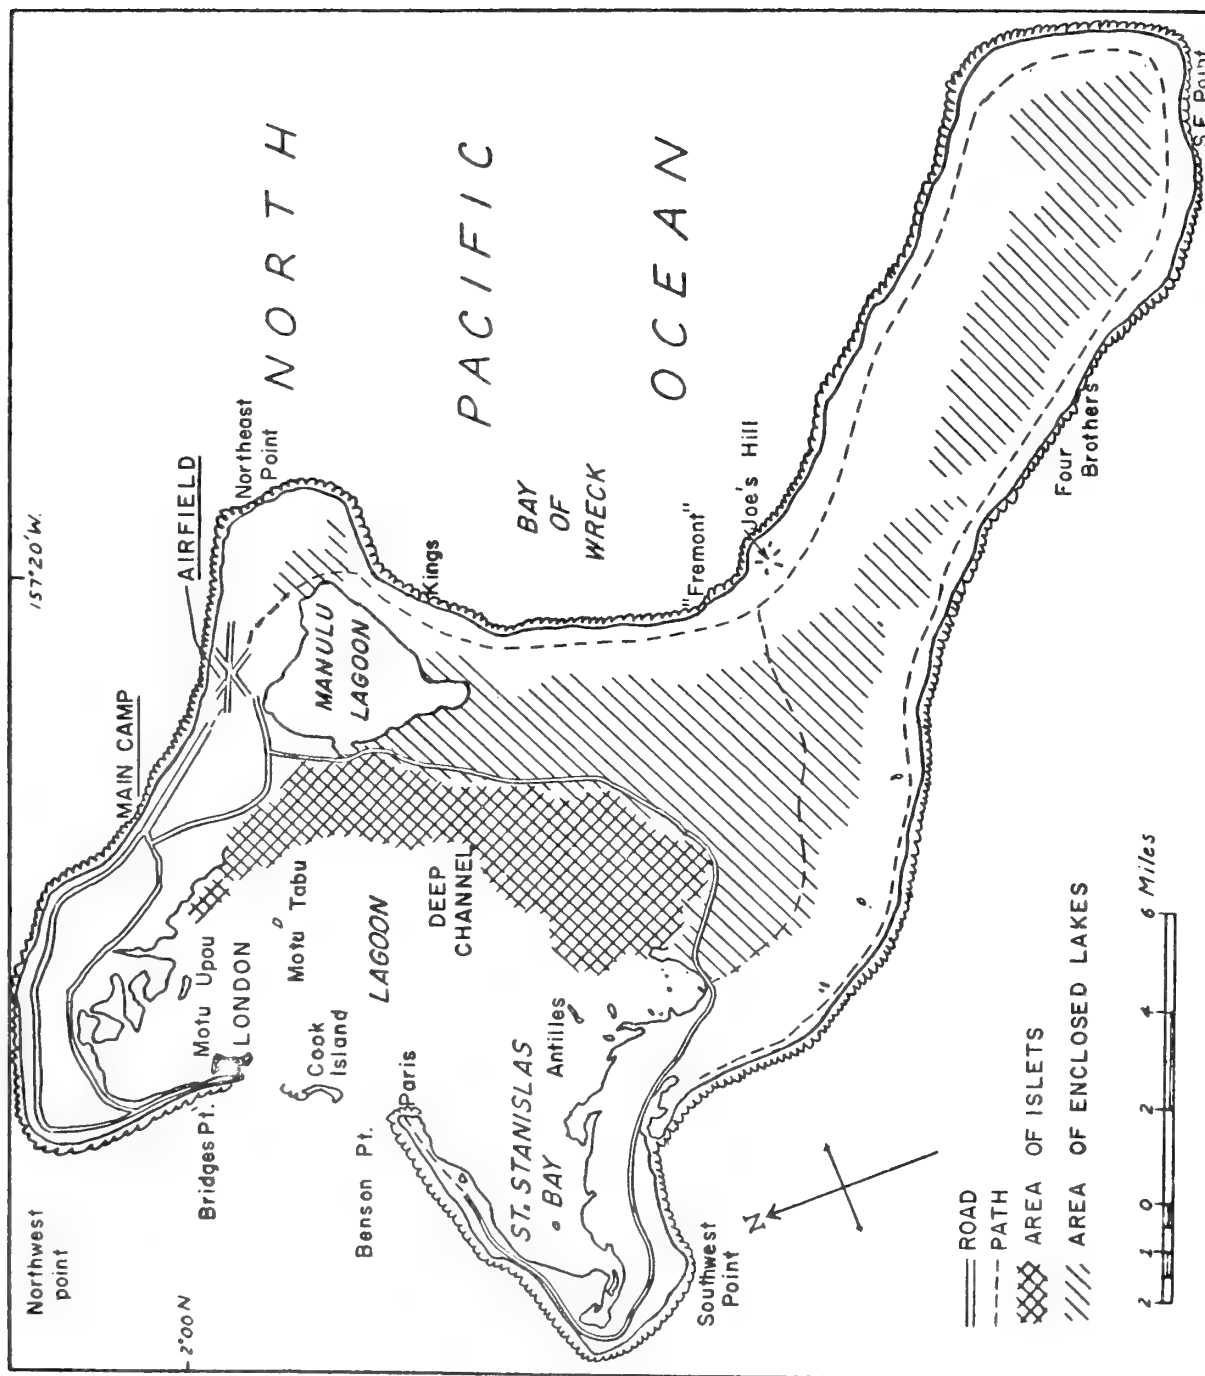 157°20'W.
2°00N
NORTH
PACIFIC
OCEAN
AIRFIELD
MAIN CAMP
Northeast
Point
Northwest
point
MANULU
LAGOON
Kings
BAY
OF
WRECK
"Fremont"
Joe's Hill
S E Point
Four
Brothers
Bridges Pt.
Motu Upou
LONDON
Motu Tabu
Cook
Island
LAGOON
DEEP
CHANNEL
Benson Pt.
Paris
ST. STANISLAS
BAY
Antilles
Southwest
Point
N
ROAD
PATH
AREA OF ISLETS
AREA OF ENCLOSED LAKES
2 1 0 2 4 6 Miles